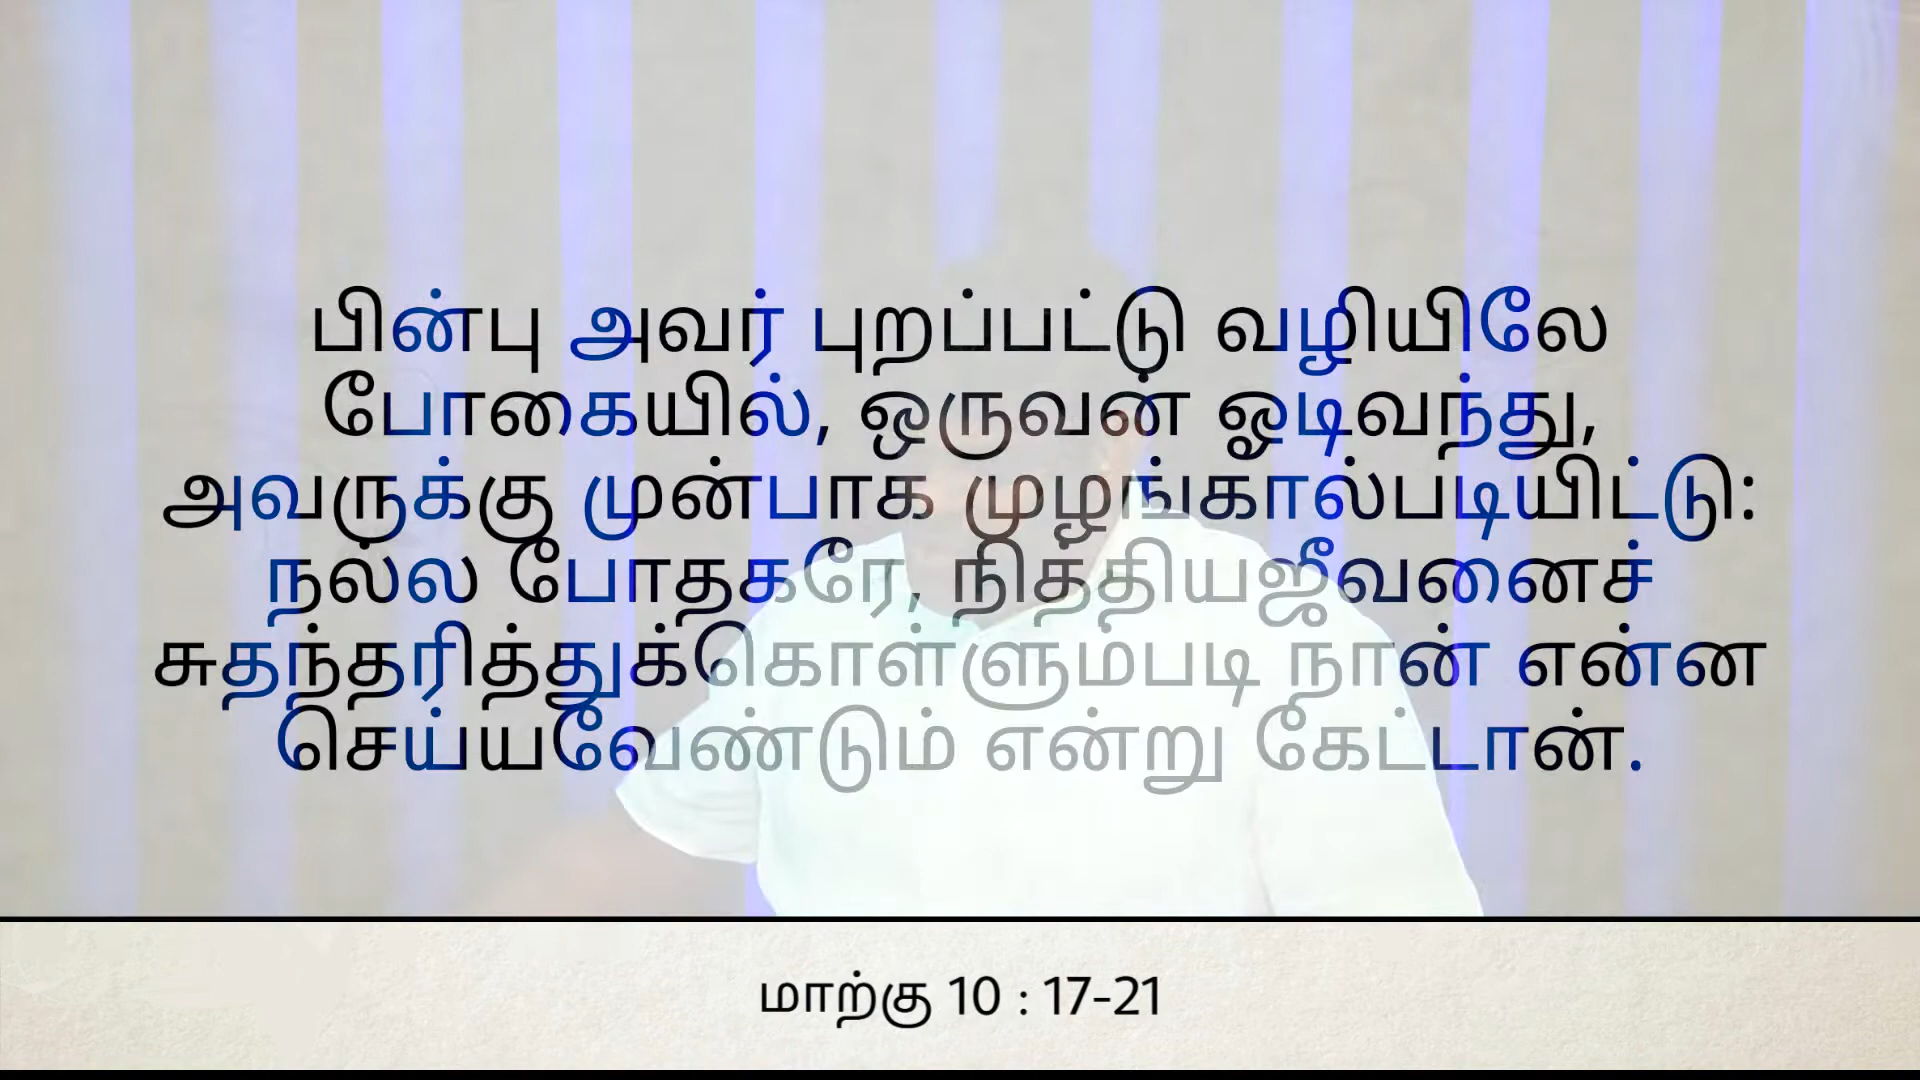 பின்பு அவர் புறப்பட்டு வழியிலே
போகையில், ஒருவன் ஓடிவந்து,
அவருக்கு முன்பாக முழங்கால்படியிட்டு:
நல்ல போதகரே, நித்தியஜீவனைச்
சுதந்தரித்துக்கொள்ளும்படி நான் என்ன
செய்யவேண்டும் என்று கேட்டான்.
மாற்கு 10 : 17-21